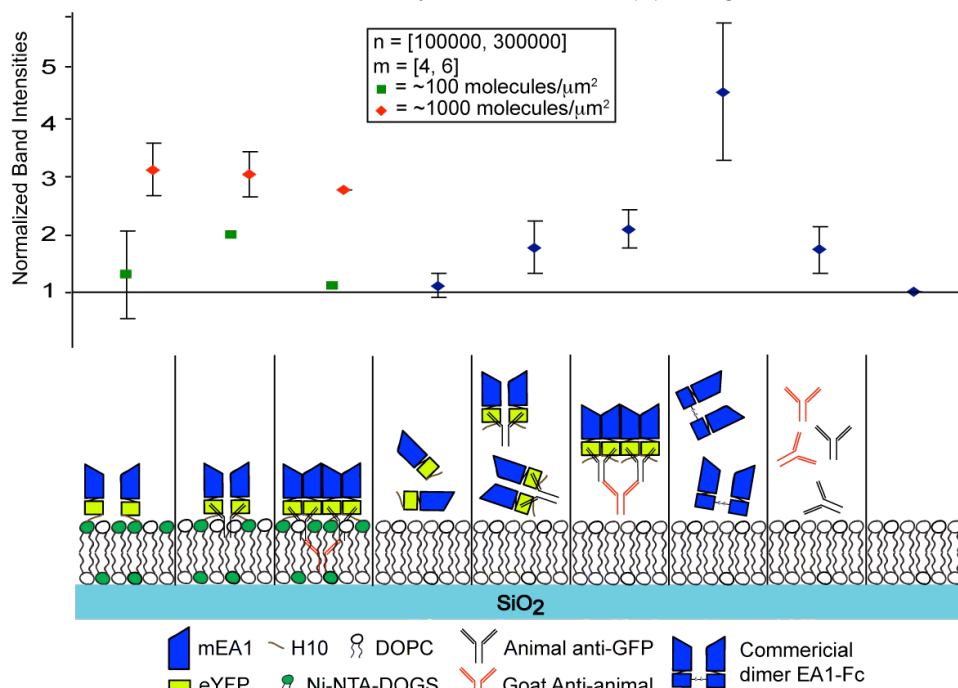 Normalized Band Intensities
5
4
3
2
1
n = [100000, 300000]
m = [4, 6]
= ~100 molecules/μm²
= ~1000 molecules/μm²
SiO₂
mEA1
H10
DOPC
Animal anti-GFP
Commericial
dimer EA1-Fc
eYFP
Ni-NTA-DOGS
Goat Anti-animal